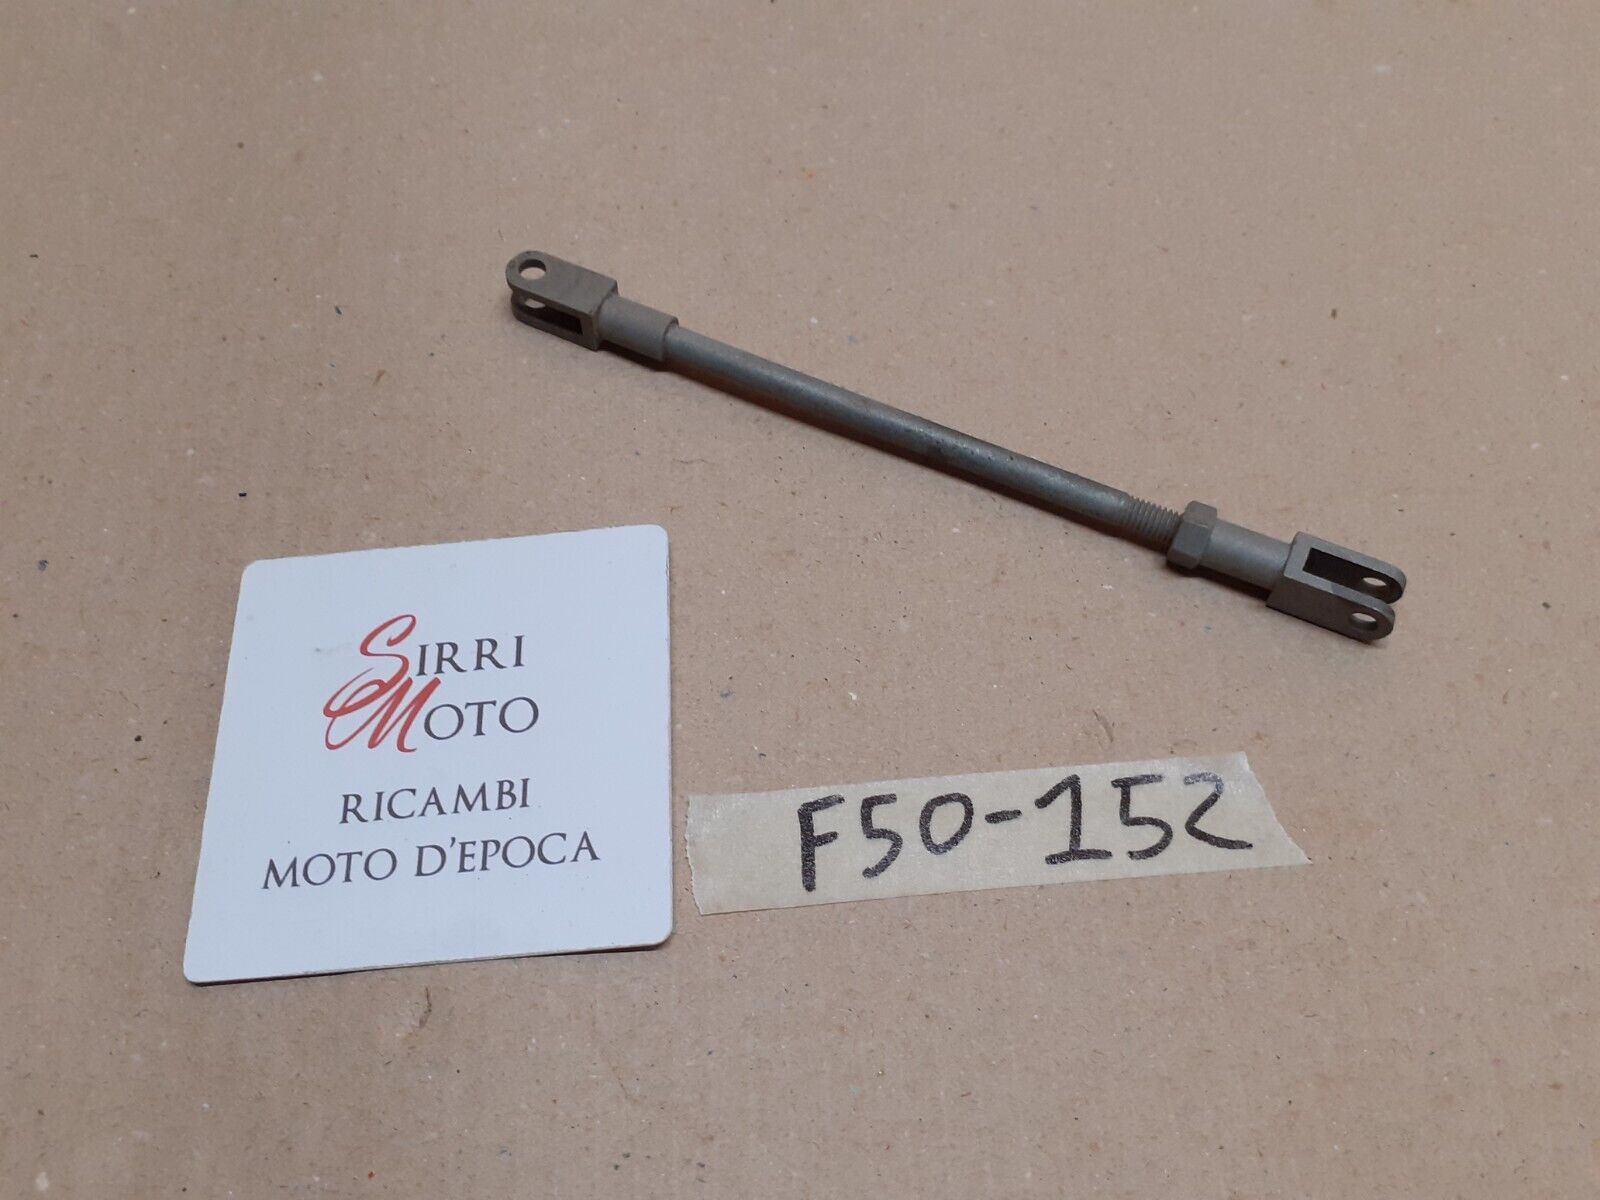 SIRRI
MOTO
RICAMBI
MOTO D'EPOCA
F50-152